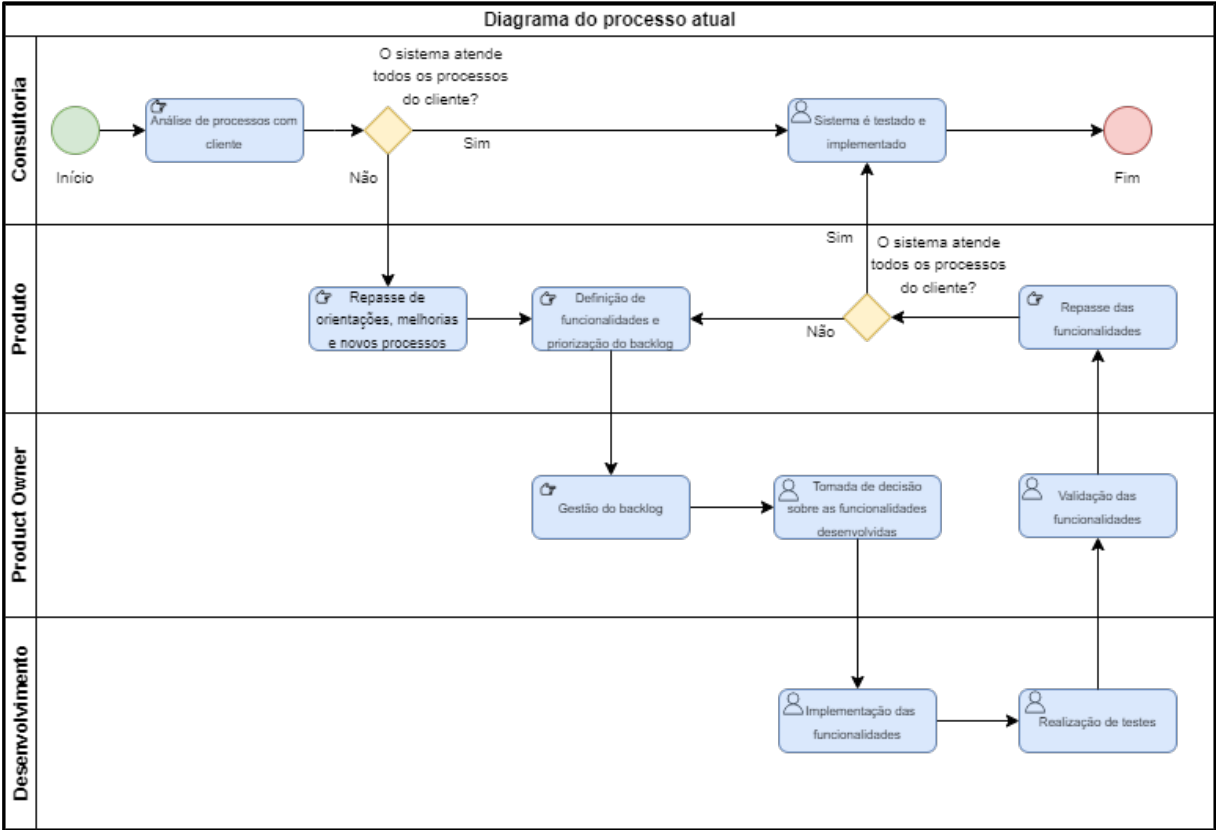 Diagrama do processo atual
Consultoria
O sistema atende
todos os processos
do cliente?
Análise de processos com
cliente
Sistema é testado e
implementado
Sim
Início
Não
Fim
Produto
Sim
O sistema atende
todos os processos
do cliente?
Repasse de
orientações, melhorias
e novos processos
Definição de
funcionalidades e
priorização do backlog
Não
Repasse das
funcionalidades
Product Owner
Gestão do backlog
Tomada de decisão
sobre as funcionalidades
desenvolvidas
Validação das
funcionalidades
Desenvolvimento
Implementação das
funcionalidades
Realização de testes